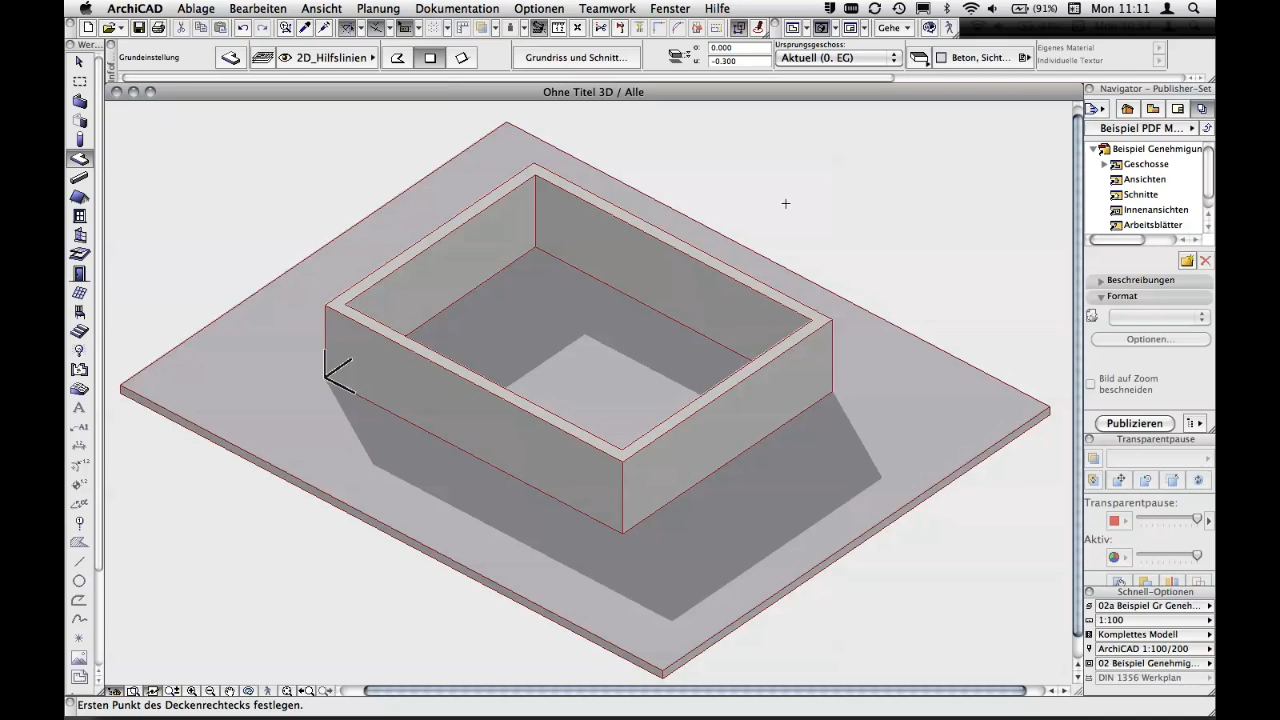 ArchiCAD Ablage Bearbeiten Ansicht Planung Dokumentation Optionen Teamwork Fenster Hilfe (91%) Mon 11:11
Gehe
Wer...
Info
Grundeinstellung
2D_Hilfslinien
Grundriss und Schnitt...
o: 0.000
u: -0.300
Ursprungsgeschoss:
Aktuell (0. EG)
Beton, Sicht...
Eigenes Material
Individuelle Textur
Ohne Titel 3D / Alle
Navigator - Publisher-Set
Beispiel PDF M...
Beispiel Genehmigun
Geschosse
Ansichten
Schnitte
Innenansichten
Arbeitsblätter
Beschreibungen
Format
Optionen...
Bild auf Zoom
beschneiden
Publizieren
Transparentpause
Transparentpause:
Aktiv:
Schnell-Optionen
02a Beispiel Gr Geneh...
1:100
Komplettes Modell
ArchiCAD 1:100/200
02 Beispiel Genehmig...
DIN 1356 Werkplan
A
A1
Ersten Punkt des Deckenrechtecks festlegen.